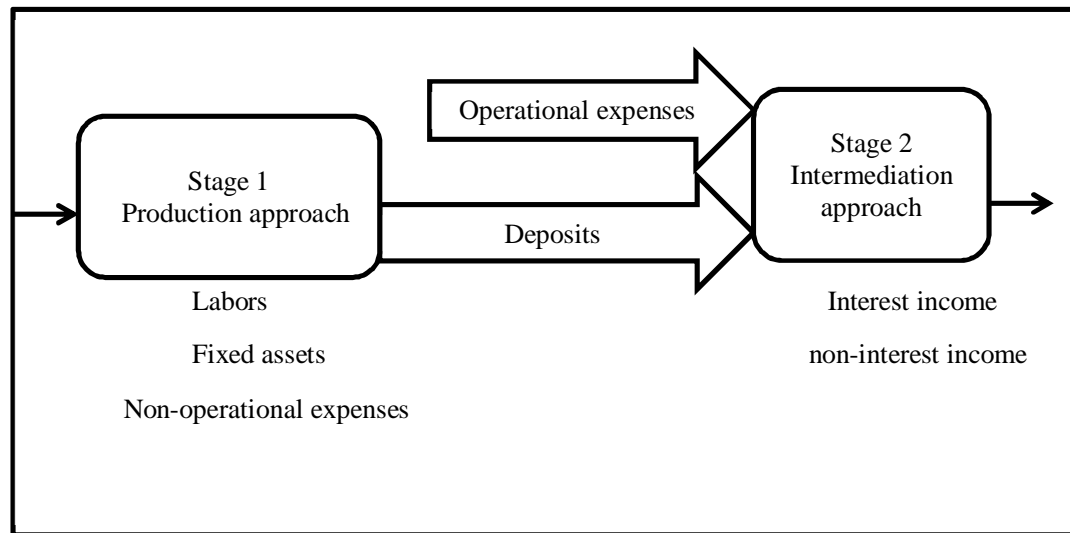 Stage 1
Production approach
Operational expenses
Deposits
Stage 2
Intermediation
approach
Labors
Fixed assets
Non-operational expenses
Interest income
non-interest income